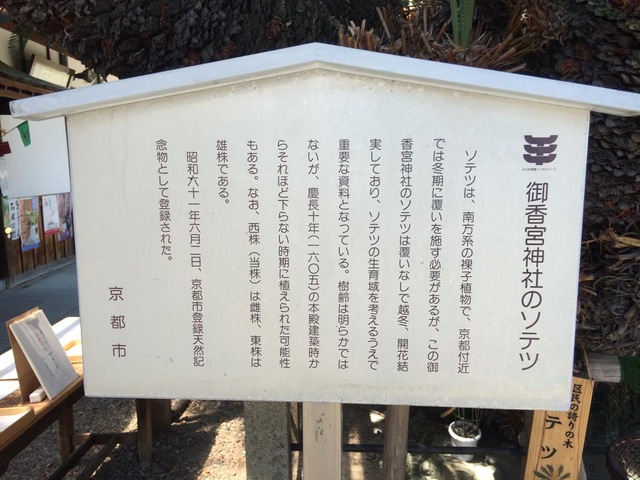 御香宮神社のソテツ
ソテツは、南方系の裸子植物で、京都付近
では冬期に覆いを施す必要があるが、この御
香宮神社のソテツは覆いなしで越冬、開花結
実しており、ソテツの生育域を考えるうえで
重要な資料となつている。樹齢は明らかでは
ないが、慶長十年(一六〇五)の本殿建築時か
らそれほど下らない時期に植えられた可能性
もある。なお、西株(当株)は雌株、東株は
雄株である。
昭和六十一年六月二日、京都市登録天然記
念物として登録された。
京都市
区民の誇りの木
テツ